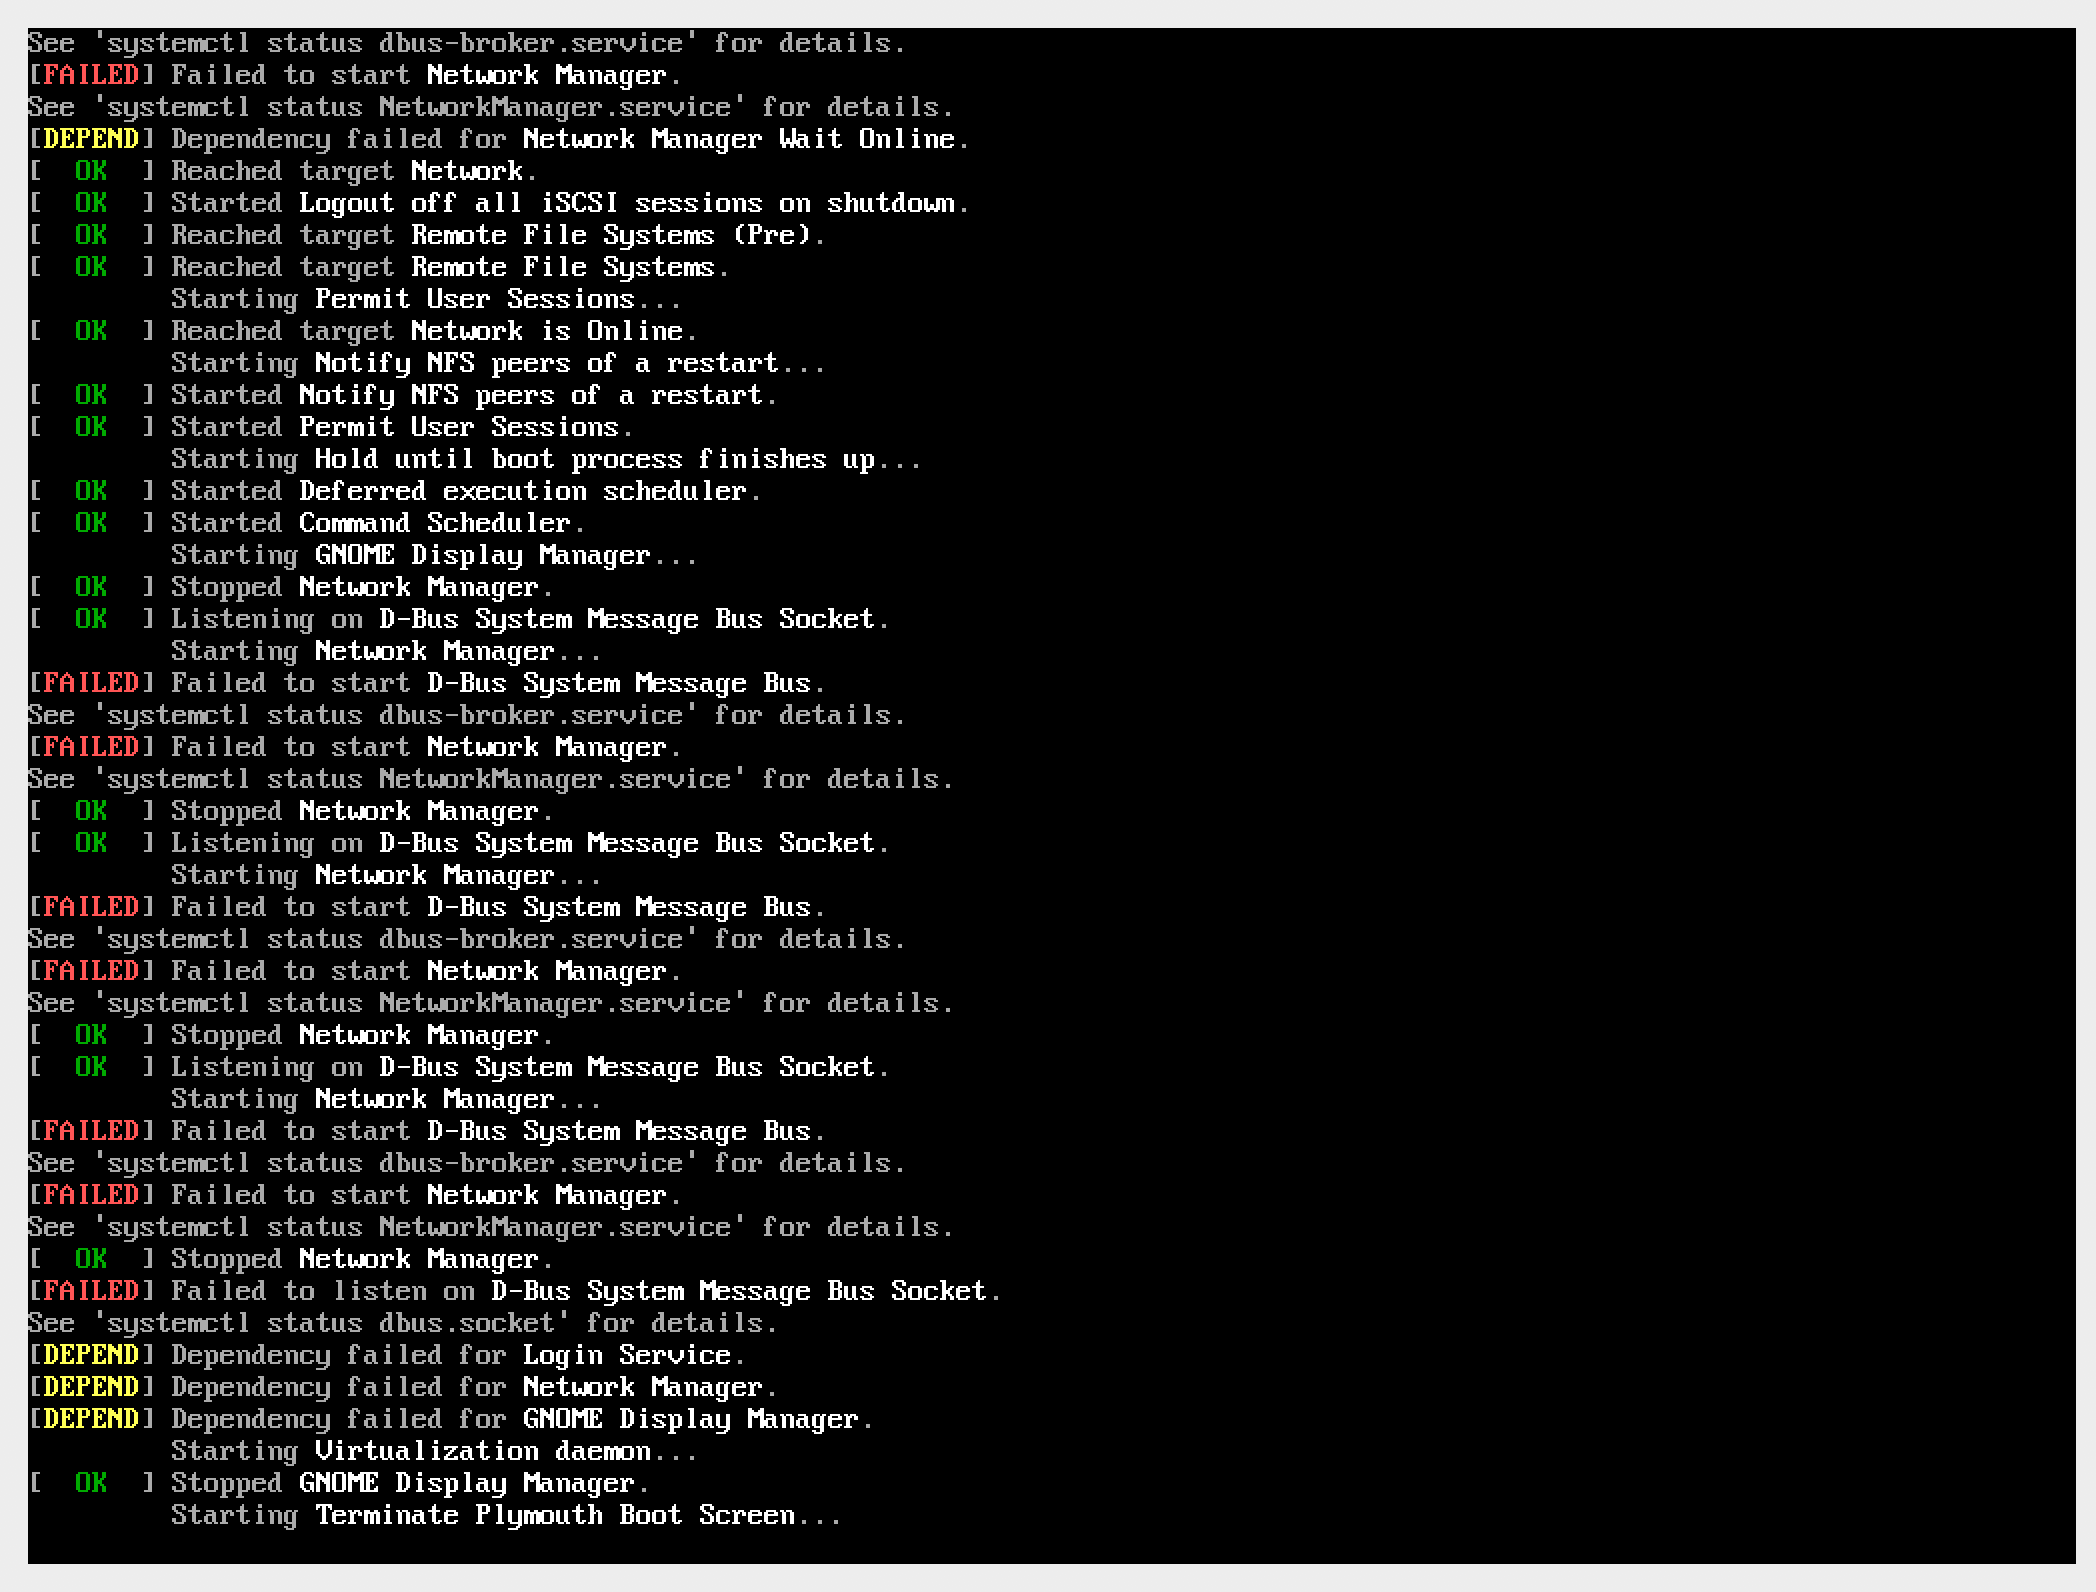 See 'systemctl status dbus-broker.service' for details.
[FAILED] Failed to start Network Manager.
See 'systemctl status NetworkManager.service' for details.
[DEPEND] Dependency failed for Network Manager Wait Online.
[  OK  ] Reached target Network.
[  OK  ] Started Logout off all iSCSI sessions on shutdown.
[  OK  ] Reached target Remote File Systems (Pre).
[  OK  ] Reached target Remote File Systems.
         Starting Permit User Sessions...
[  OK  ] Reached target Network is Online.
         Starting Notify NFS peers of a restart...
[  OK  ] Started Notify NFS peers of a restart.
[  OK  ] Started Permit User Sessions.
         Starting Hold until boot process finishes up...
[  OK  ] Started Deferred execution scheduler.
[  OK  ] Started Command Scheduler.
         Starting GNOME Display Manager...
[  OK  ] Stopped Network Manager.
[  OK  ] Listening on D-Bus System Message Bus Socket.
         Starting Network Manager...
[FAILED] Failed to start D-Bus System Message Bus.
See 'systemctl status dbus-broker.service' for details.
[FAILED] Failed to start Network Manager.
See 'systemctl status NetworkManager.service' for details.
[  OK  ] Stopped Network Manager.
[  OK  ] Listening on D-Bus System Message Bus Socket.
         Starting Network Manager...
[FAILED] Failed to start D-Bus System Message Bus.
See 'systemctl status dbus-broker.service' for details.
[FAILED] Failed to start Network Manager.
See 'systemctl status NetworkManager.service' for details.
[  OK  ] Stopped Network Manager.
[  OK  ] Listening on D-Bus System Message Bus Socket.
         Starting Network Manager...
[FAILED] Failed to start D-Bus System Message Bus.
See 'systemctl status dbus-broker.service' for details.
[FAILED] Failed to start Network Manager.
See 'systemctl status NetworkManager.service' for details.
[  OK  ] Stopped Network Manager.
[FAILED] Failed to listen on D-Bus System Message Bus Socket.
See 'systemctl status dbus.socket' for details.
[DEPEND] Dependency failed for Login Service.
[DEPEND] Dependency failed for Network Manager.
[DEPEND] Dependency failed for GNOME Display Manager.
         Starting Virtualization daemon...
[  OK  ] Stopped GNOME Display Manager.
         Starting Terminate Plymouth Boot Screen...